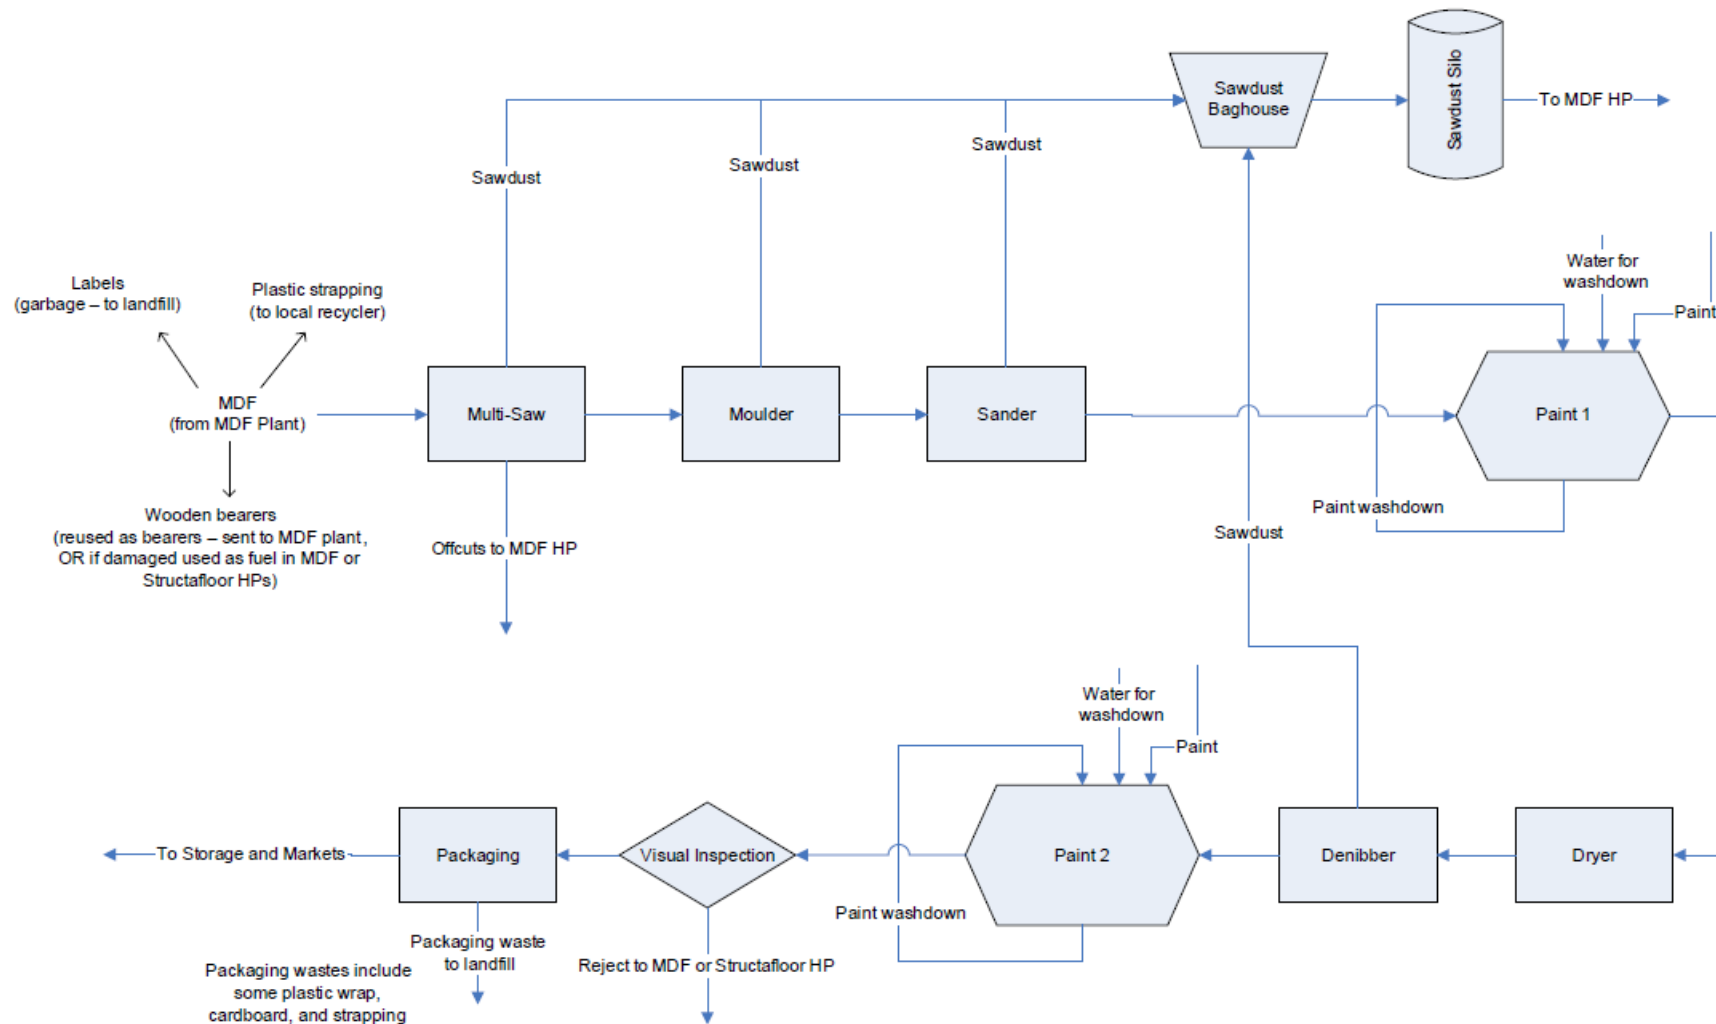 Sawdust
Baghouse
Sawdust Silo
To MDF HP
Sawdust
Sawdust
Sawdust
Labels
(garbage – to landfill)
Plastic strapping
(to local recycler)
Water for
washdown
Paint
MDF
(from MDF Plant)
Multi-Saw
Moulder
Sander
Paint 1
Wooden bearers
(reused as bearers – sent to MDF plant,
OR if damaged used as fuel in MDF or
Structafloor HPs)
Offcuts to MDF HP
Paint washdown
Sawdust
Water for
washdown
Paint
To Storage and Markets
Packaging
Visual Inspection
Paint 2
Denibber
Dryer
Paint washdown
Packaging waste
to landfill
Reject to MDF or Structafloor HP
Packaging wastes include
some plastic wrap,
cardboard, and strapping